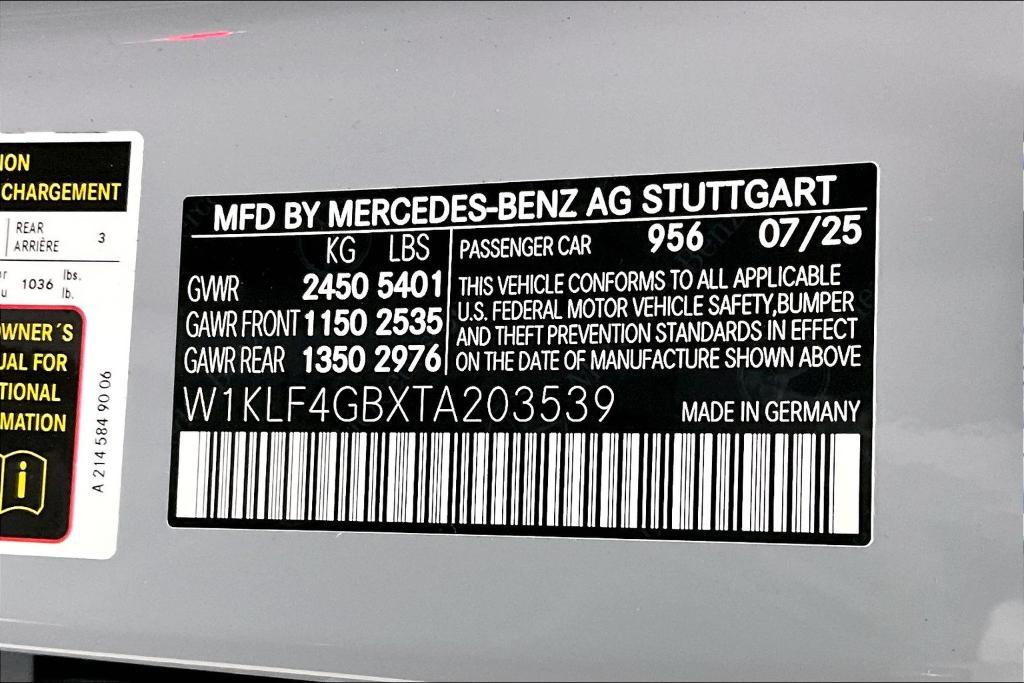 ION
CHARGEMENT
REAR
ARRIÈRE
3
1036
lbs.
lb.
OWNER´S
UAL FOR
TIONAL
MATION
i
A 214 584 90 06
MFD BY MERCEDES-BENZ AG STUTTGART
KG LBS
GVWR 2450 5401
GAWR FRONT 1150 2535
GAWR REAR 1350 2976
PASSENGER CAR 956 07/25
THIS VEHICLE CONFORMS TO ALL APPLICABLE
U.S. FEDERAL MOTOR VEHICLE SAFETY,BUMPER
AND THEFT PREVENTION STANDARDS IN EFFECT
ON THE DATE OF MANUFACTURE SHOWN ABOVE
W1KLF4GBXTA203539
MADE IN GERMANY